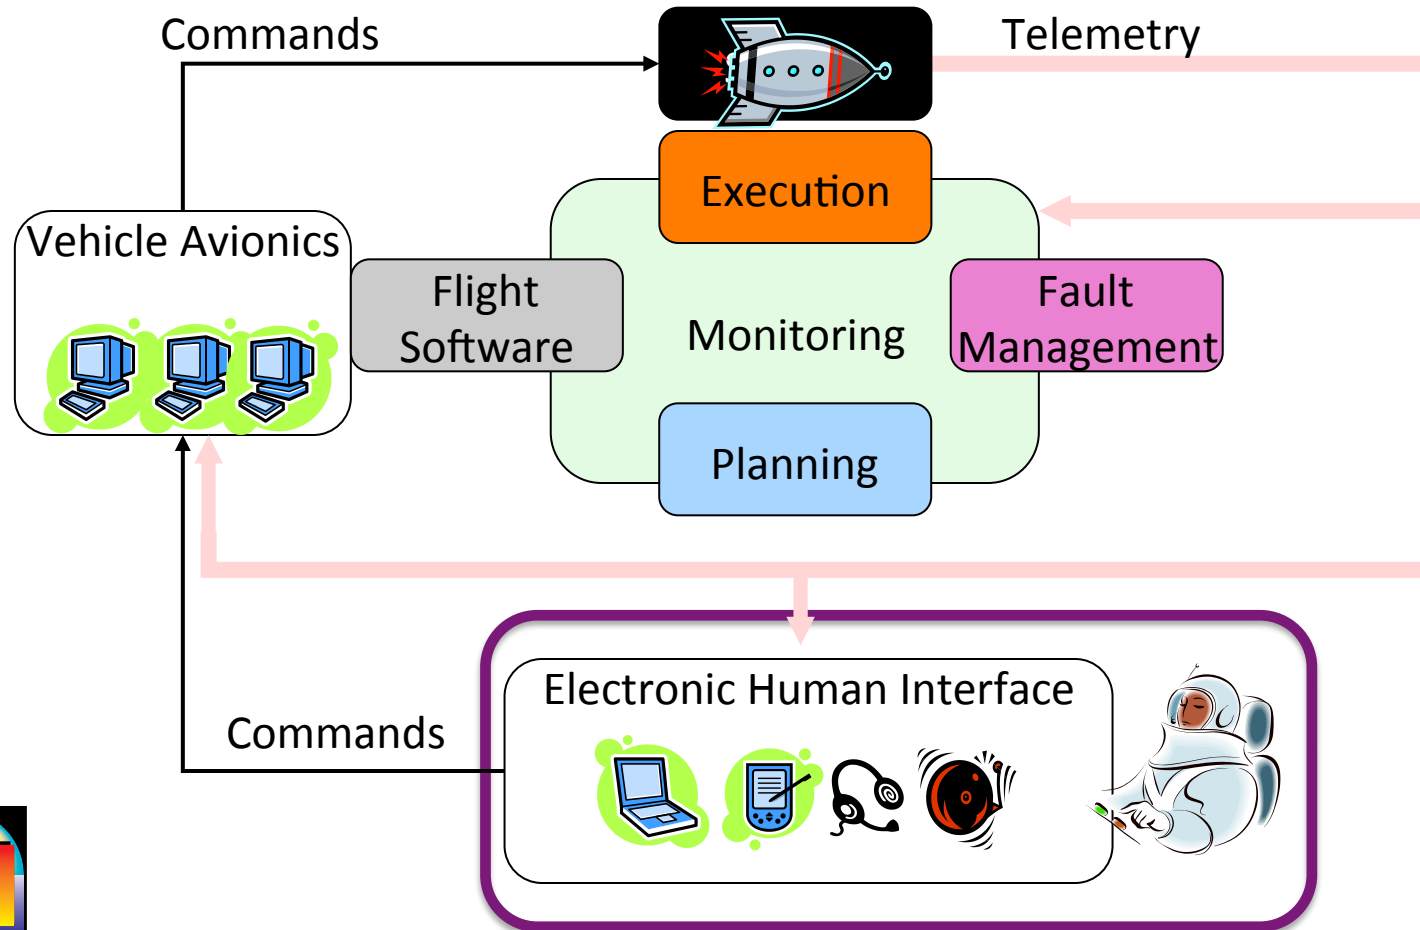 Commands
Telemetry
Execution
Vehicle Avionics
Flight
Software
Monitoring
Fault
Management
Planning
Electronic Human Interface
Commands